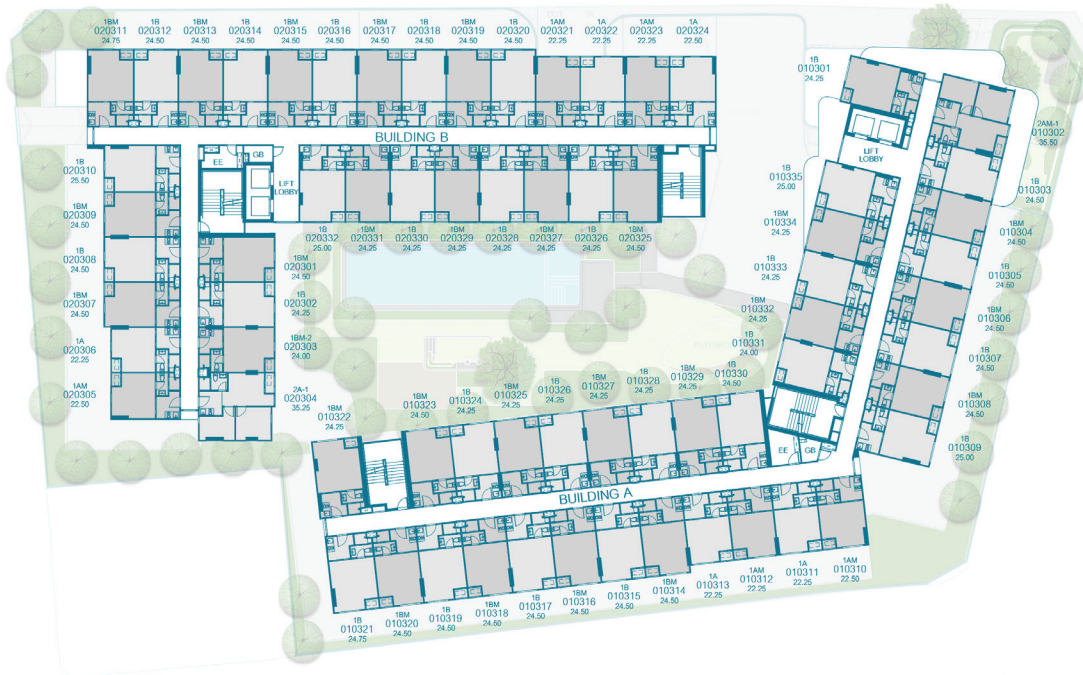 1BM
020311
24.75
1B
020312
24.50
1BM
020313
24.50
1B
020314
24.50
1BM
020315
24.50
1B
020316
24.50
1BM
020317
24.50
1B
020318
24.50
1BM
020319
24.50
1B
020320
24.50
1AM
020321
22.25
1A
020322
22.25
1AM
020323
22.25
1A
020324
22.50
BUILDING B
EE
GB
LIFT
LOBBY
1B
020310
25.50
1BM
020309
24.50
1B
020308
24.50
1BM
020307
24.50
1A
020306
22.25
1AM
020305
22.50
1B
020332
25.00
1BM
020331
24.25
1B
020330
24.25
1BM
020329
24.25
1B
020328
24.25
1BM
020327
24.25
1B
020326
24.25
1BM
020325
24.50
1BM
020301
24.50
1B
020302
24.25
1BM-2
020303
24.00
2A-1
020304
35.25
1B
010301
24.25
LIFT
LOBBY
2AM-1
010302
35.50
1B
010303
24.50
1BM
010304
24.50
1B
010305
24.50
1BM
010306
24.50
1B
010307
24.50
1BM
010308
24.50
1B
010309
25.00
1B
010335
25.00
1BM
010334
24.25
1B
010333
24.25
1BM
010332
24.25
1B
010331
24.00
1BM
010322
24.25
1BM
010323
24.50
1B
010324
24.25
1BM
010325
24.25
1B
010326
24.25
1BM
010327
24.25
1B
010328
24.25
1BM
010329
24.25
1B
010330
24.50
EE
GB
BUILDING A
1B
010321
24.75
1BM
010320
24.50
1B
010319
24.50
1BM
010318
24.50
1B
010317
24.50
1BM
010316
24.50
1B
010315
24.50
1BM
010314
24.50
1A
010313
22.25
1AM
010312
22.25
1A
010311
22.25
1AM
010310
22.50